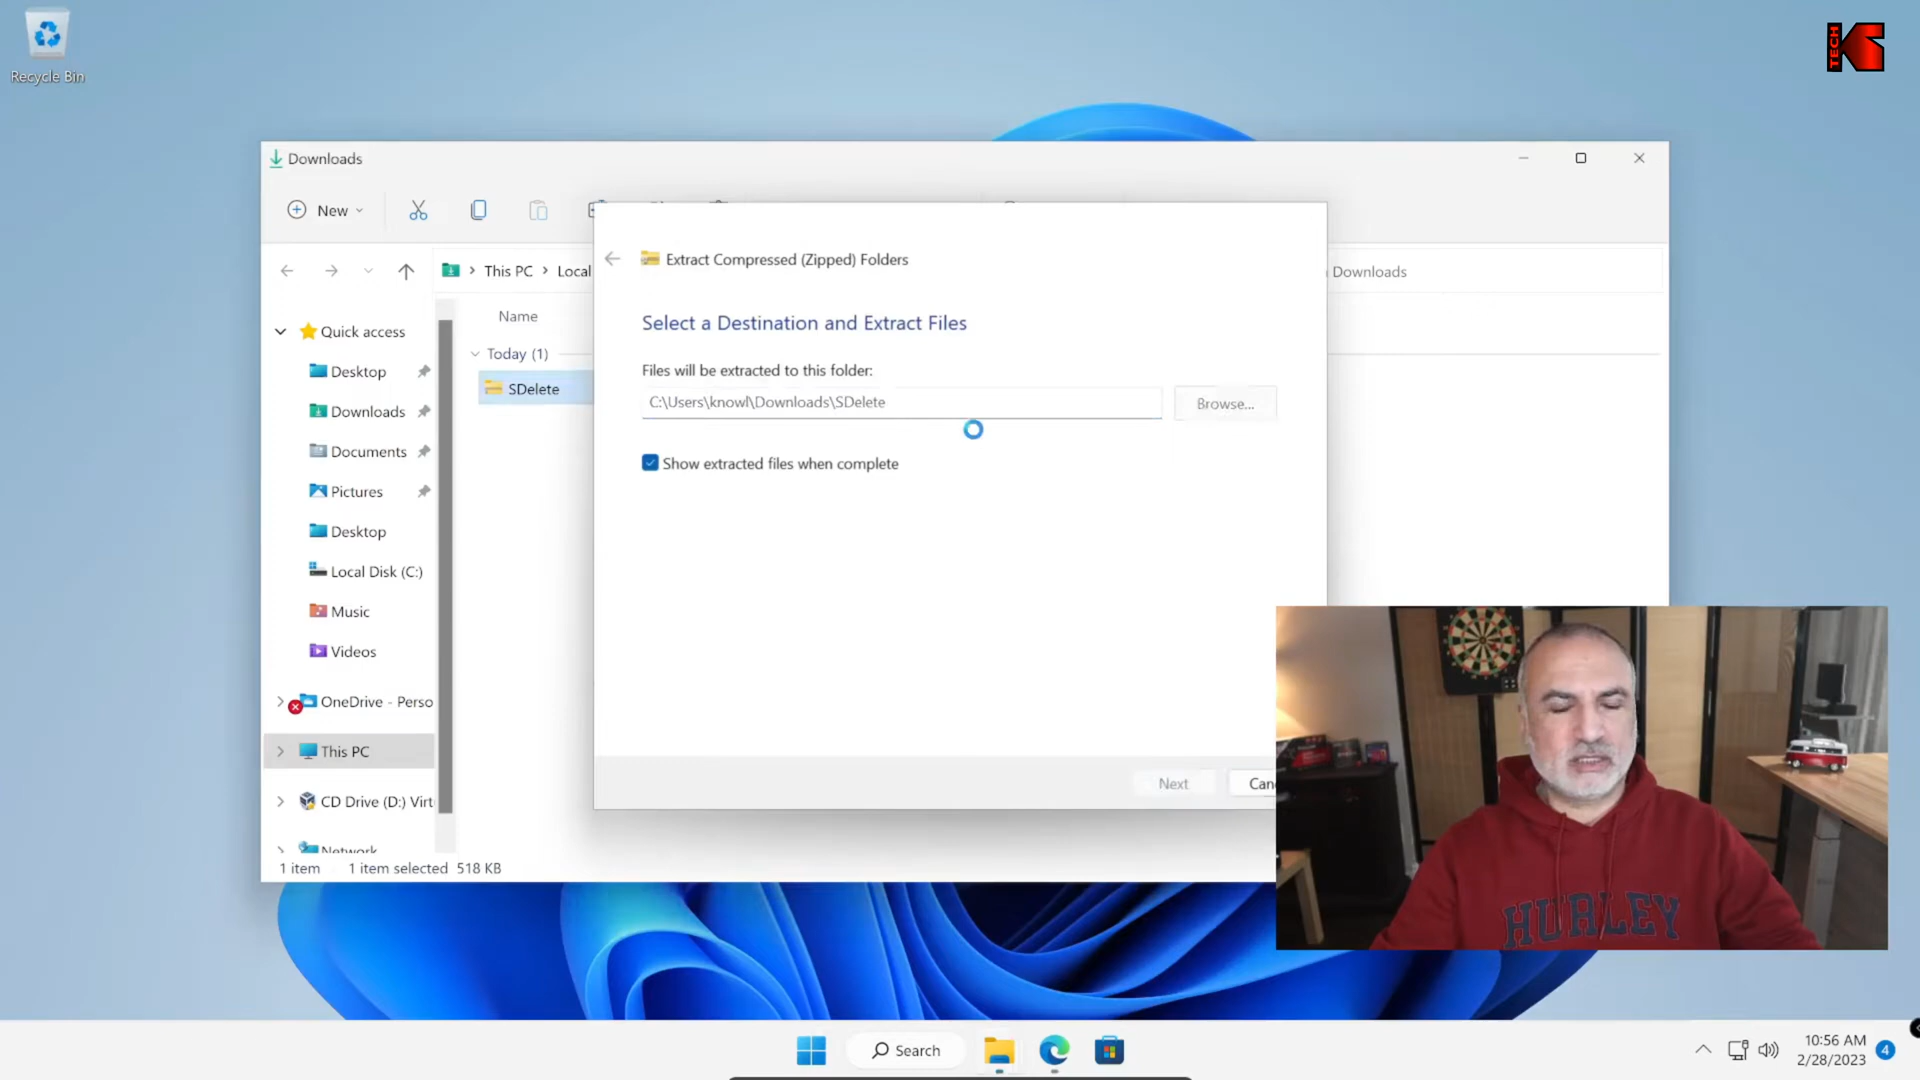 Recycle Bin
TECH
K
Downloads
New
Extract Compressed (Zipped) Folders
This PC
Local
Downloads
Select a Destination and Extract Files
Name
Quick access
Today (1)
Files will be extracted to this folder:
Desktop
SDelete
C:\Users\knowl\Downloads\SDelete
Browse...
Downloads
Documents
Show extracted files when complete
Pictures
Desktop
Local Disk (C:)
Music
Videos
OneDrive - Perso
This PC
Next
Canc
CD Drive (D:) Virt
Network
1 item
1 item selected 518 KB
HURLEY
Search
10:56 AM
2/28/2023
4